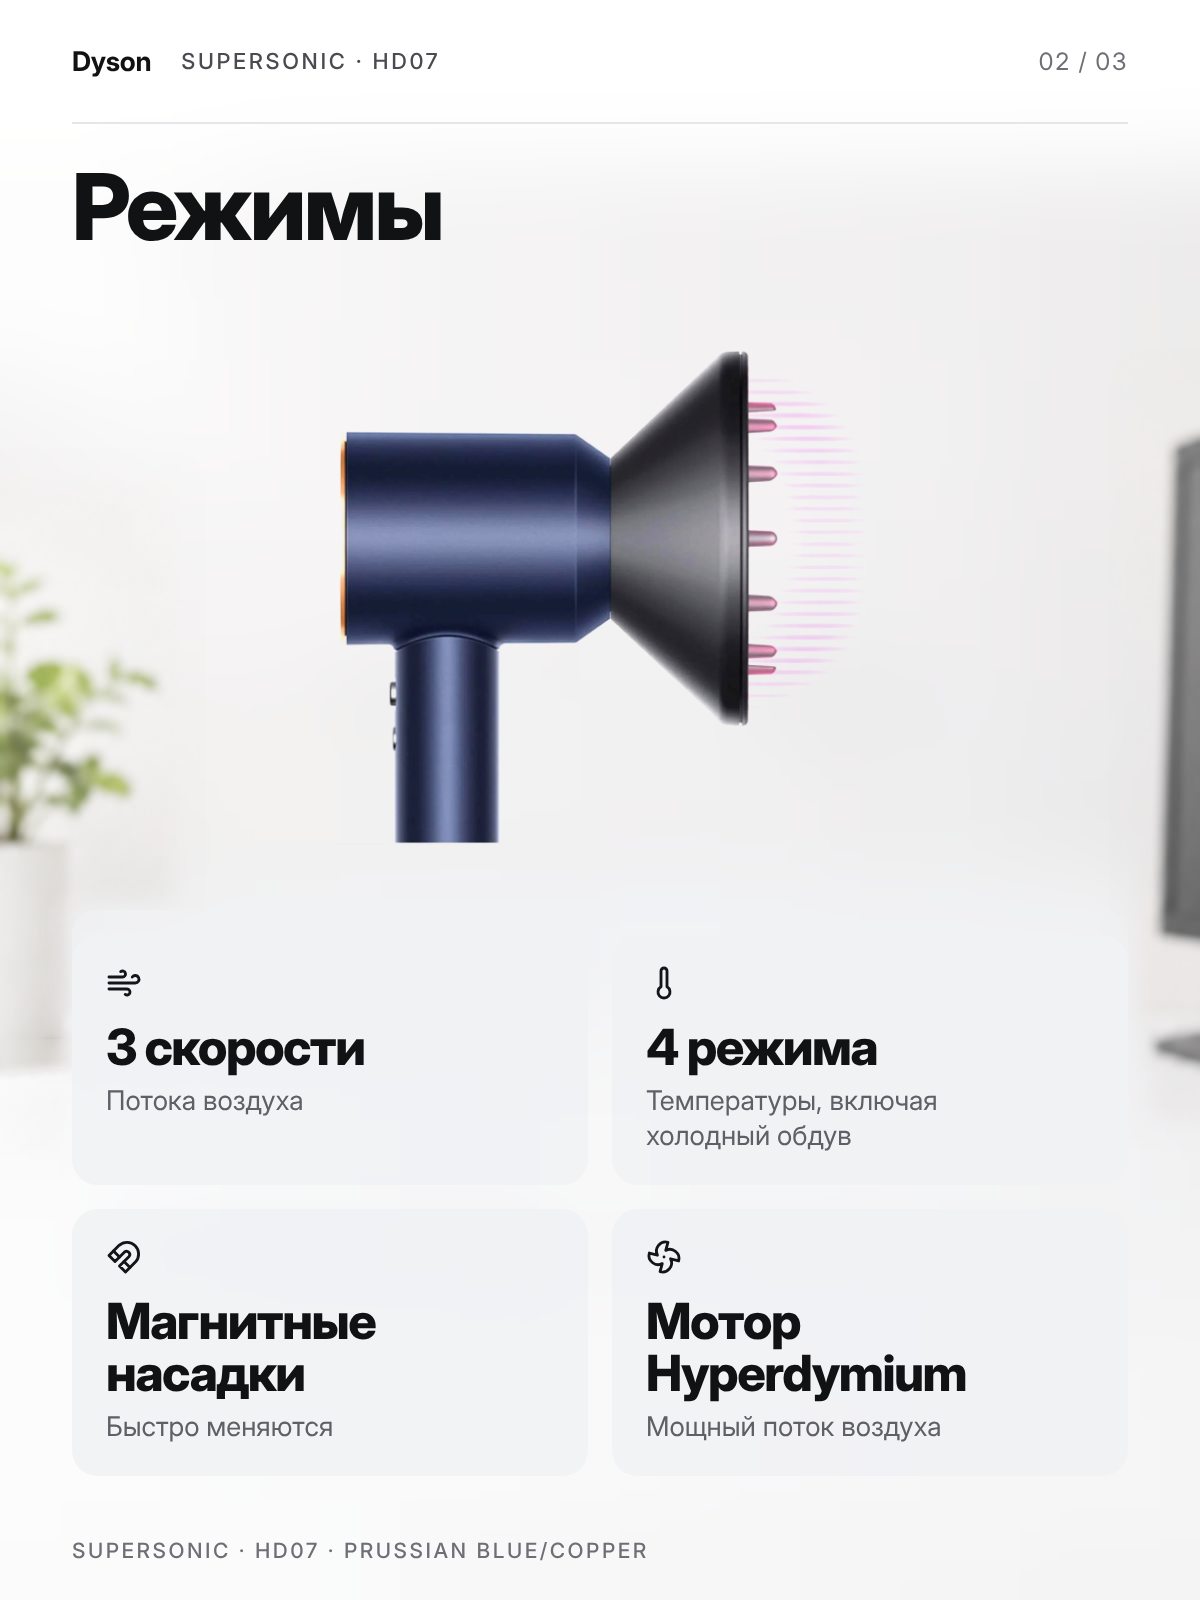 Dyson SUPERSONIC · HD07 02 / 03
Режимы
3 скорости
Потока воздуха
4 режима
Температуры, включая
холодный обдув
Магнитные
насадки
Быстро меняются
Мотор
Hyperdymium
Мощный поток воздуха
SUPERSONIC · HD07 · PRUSSIAN BLUE/COPPER